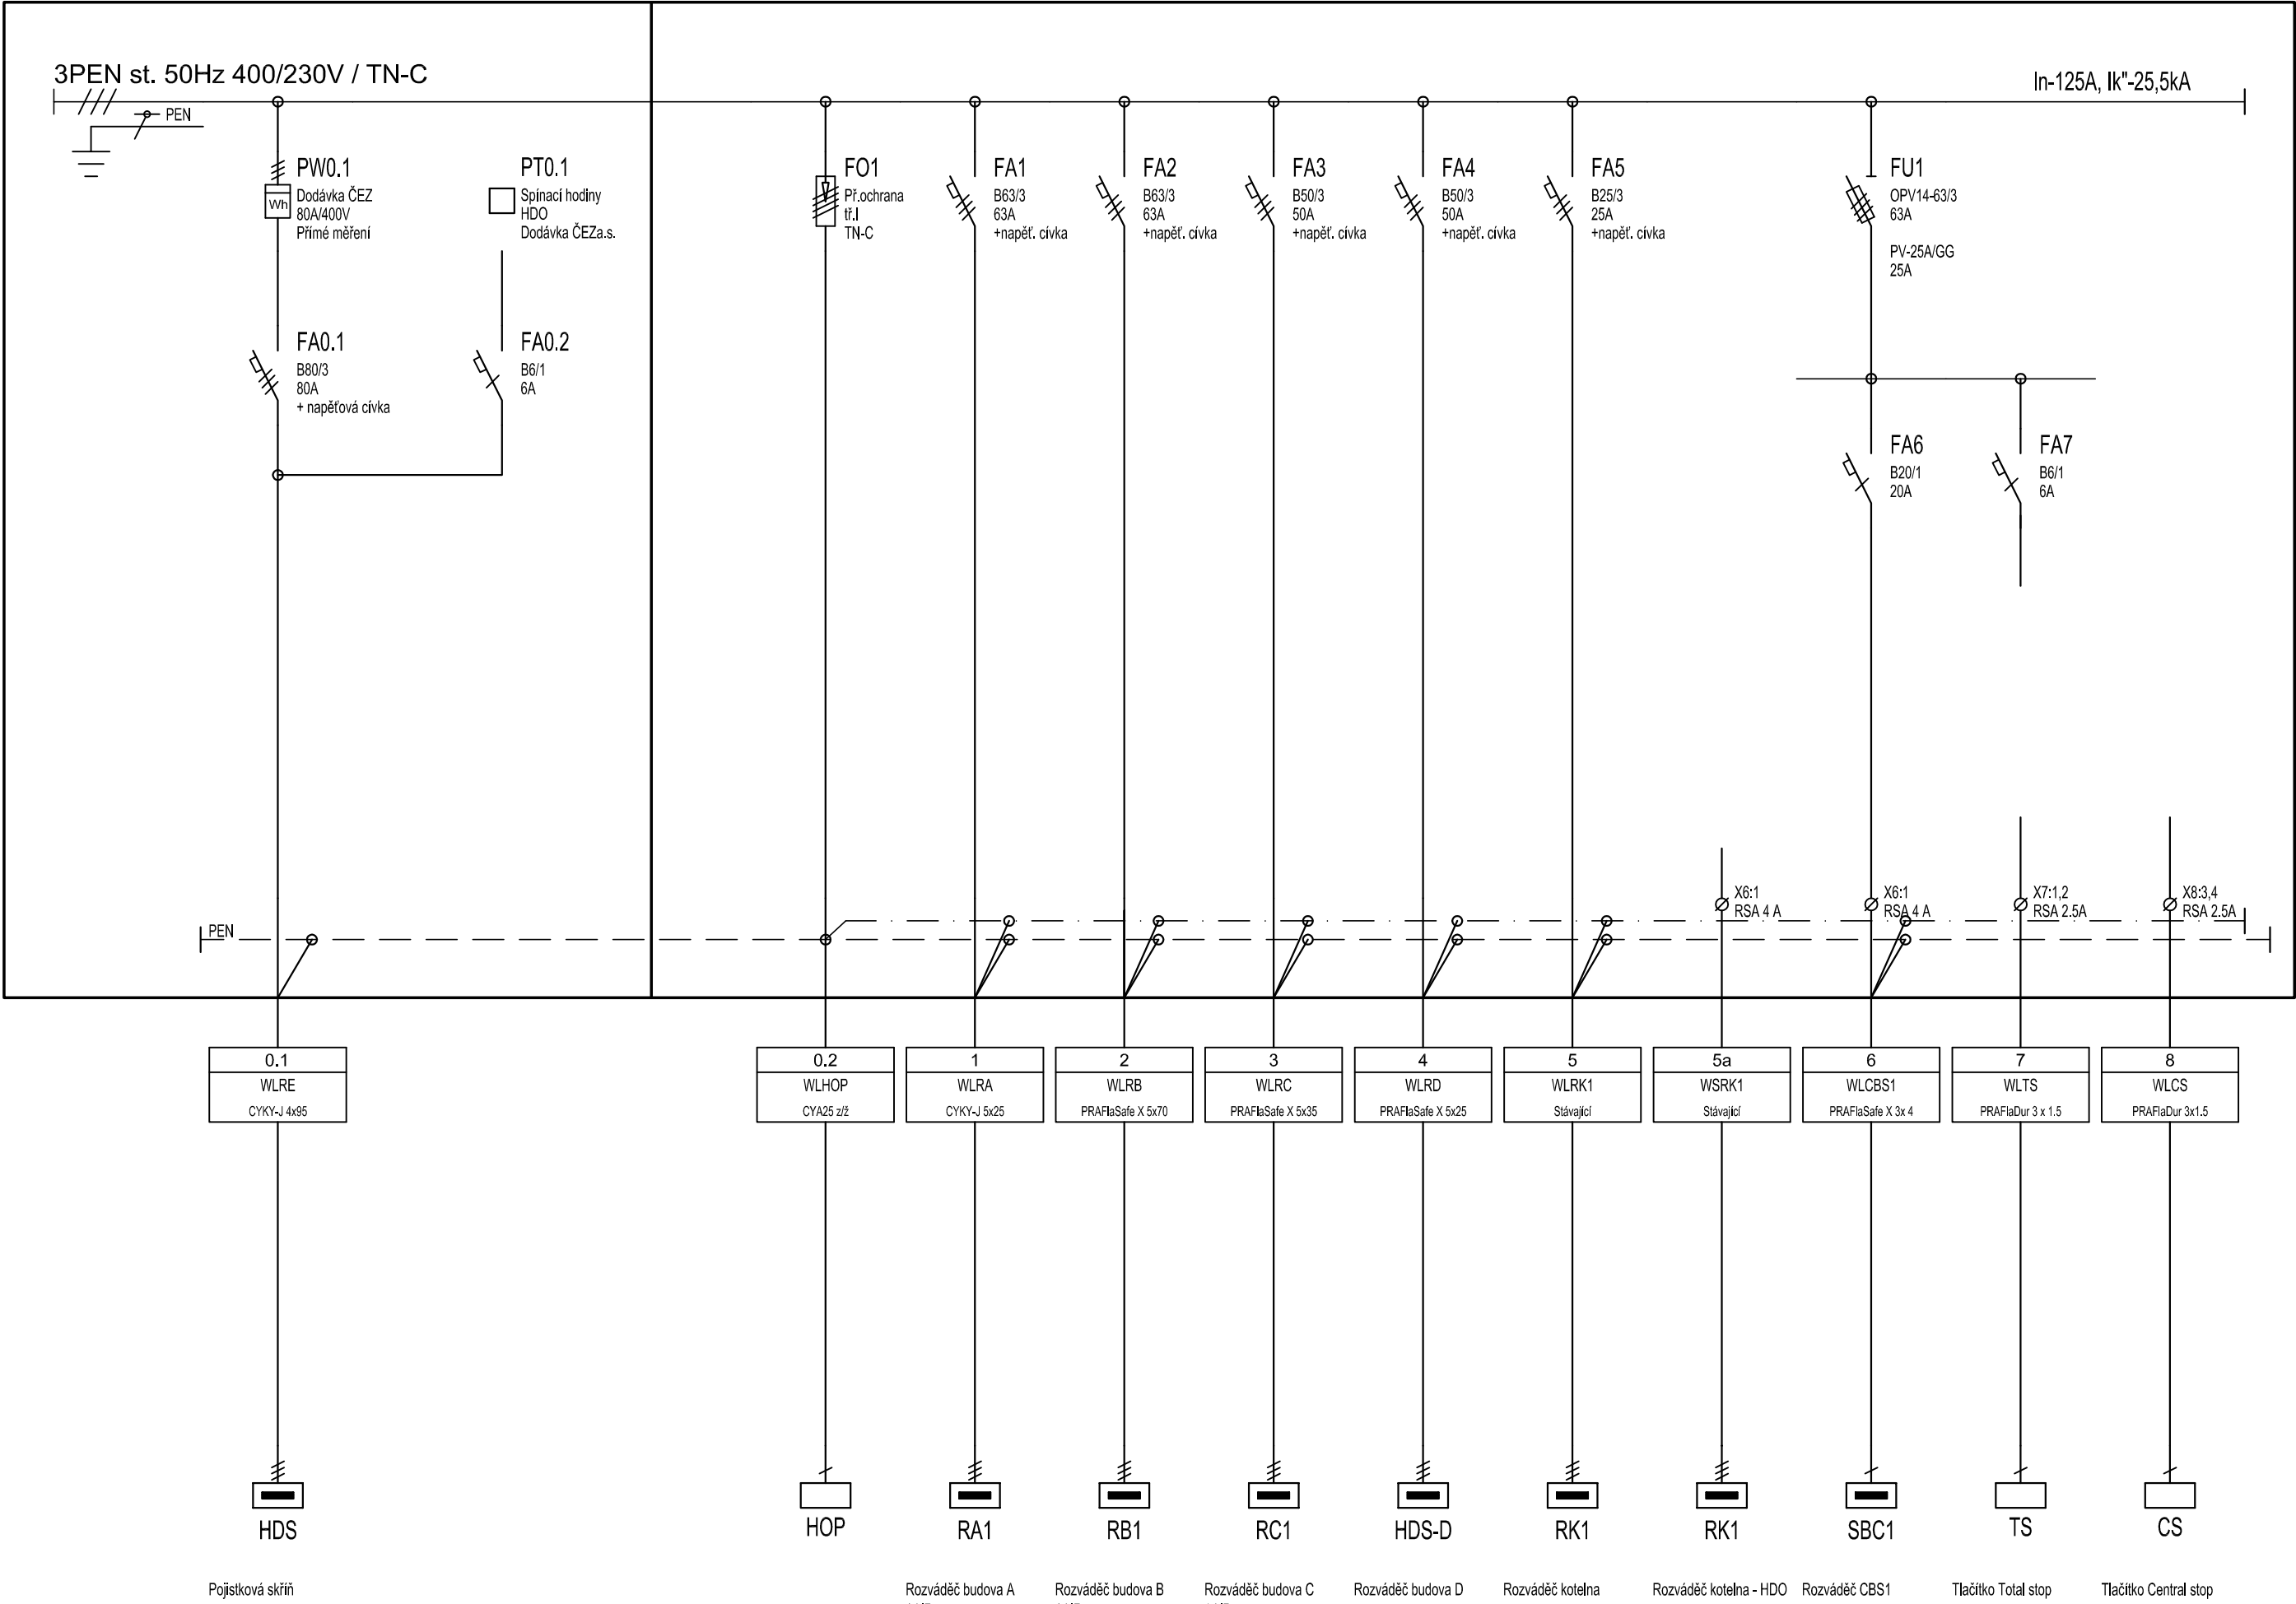 3PEN st. 50Hz 400/230V / TN-C
In-125A, Ik"-25,5kA
PEN
PW0.1
Wh
Dodávka ČEZ
80A/400V
Přímé měření
PT0.1
Spínací hodiny
HDO
Dodávka ČEZa.s.
FO1
Př.ochrana
tř.I
TN-C
FA1
B63/3
63A
+napěť. cívka
FA2
B63/3
63A
+napěť. cívka
FA3
B50/3
50A
+napěť. cívka
FA4
B50/3
50A
+napěť. cívka
FA5
B25/3
25A
+napěť. cívka
FU1
OPV14-63/3
63A
PV-25A/GG
25A
FA0.1
B80/3
80A
+ napěťová cívka
FA0.2
B6/1
6A
FA6
B20/1
20A
FA7
B6/1
6A
X6:1
RSA 4 A
X6:1
RSA 4 A
X7:1,2
RSA 2.5A
X8:3,4
RSA 2.5A
PEN
0.1
WLRE
CYKY-J 4x95
0.2
WLHOP
CYA25 z/ž
1
WLRA
CYKY-J 5x25
2
WLRB
PRAFlaSafe X 5x70
3
WLRC
PRAFlaSafe X 5x35
4
WLRD
PRAFlaSafe X 5x25
5
WLRK1
Stávající
5a
WSRK1
Stávající
6
WLCBS1
PRAFlaSafe X 3x 4
7
WLTS
PRAFlaDur 3 x 1.5
8
WLCS
PRAFlaDur 3x1.5
HDS
HOP
RA1
RB1
RC1
HDS-D
RK1
RK1
SBC1
TS
CS
Pojistková skříň
Rozváděč budova A
Rozváděč budova B
Rozváděč budova C
Rozváděč budova D
Rozváděč kotelna
Rozváděč kotelna - HDO
Rozváděč CBS1
Tlačítko Total stop
Tlačítko Central stop